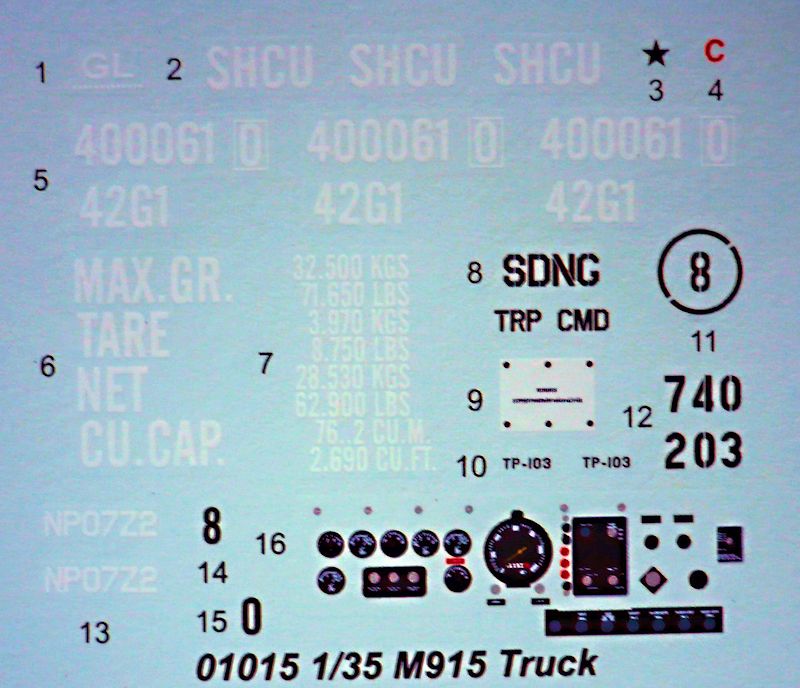 1 GL 2 SHCU SHCU SHCU ★ C
3 4
400061 0 400061 0 400061 0
5
42G1 42G1 42G1
MAX.GR. 32.500 KGS 8 SDNG 8
71.650 LBS
TARE 3.970 KGS TRP CMD
8.750 LBS 11
6 7
NET 28.530 KGS 9 740
62.900 LBS 12
CU.CAP. 76..2 CU.M. 203
2.690 CU.FT. 10 TP-103 TP-103
NP07Z2 8 16
NP07Z2 14
13 15 0
01015 1/35 M915 Truck